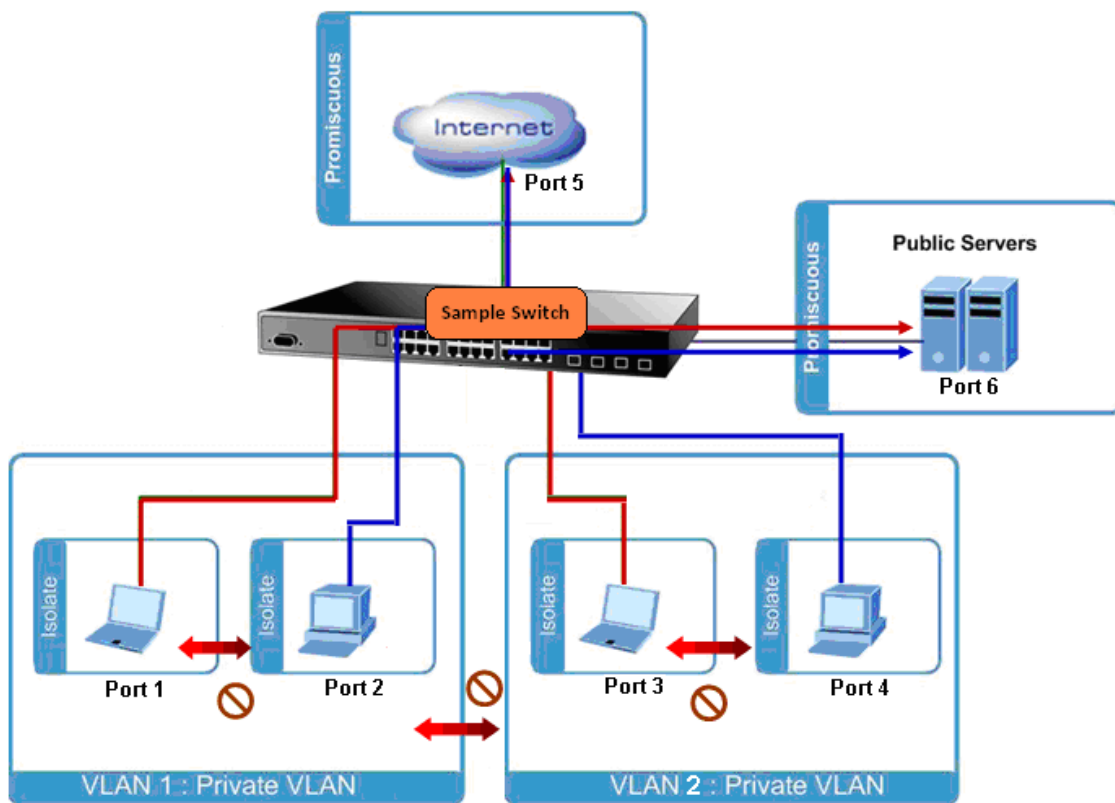 Promiscuous
Internet
Port 5
Promiscuous
Public Servers
Port 6
Sample Switch
Isolate
Port 1
Isolate
Port 2
Isolate
Port 3
Isolate
Port 4
VLAN 1 : Private VLAN
VLAN 2 : Private VLAN